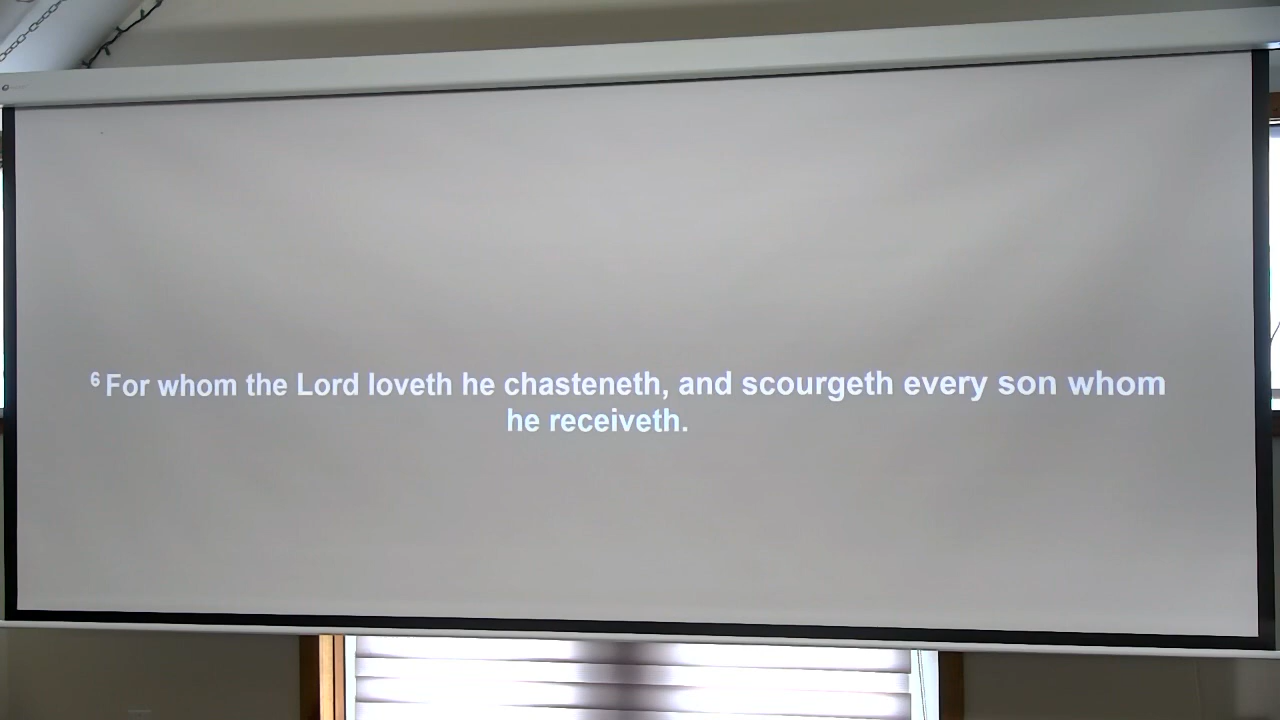 6 For whom the Lord loveth he chasteneth, and scourgeth every son whom
he receiveth.